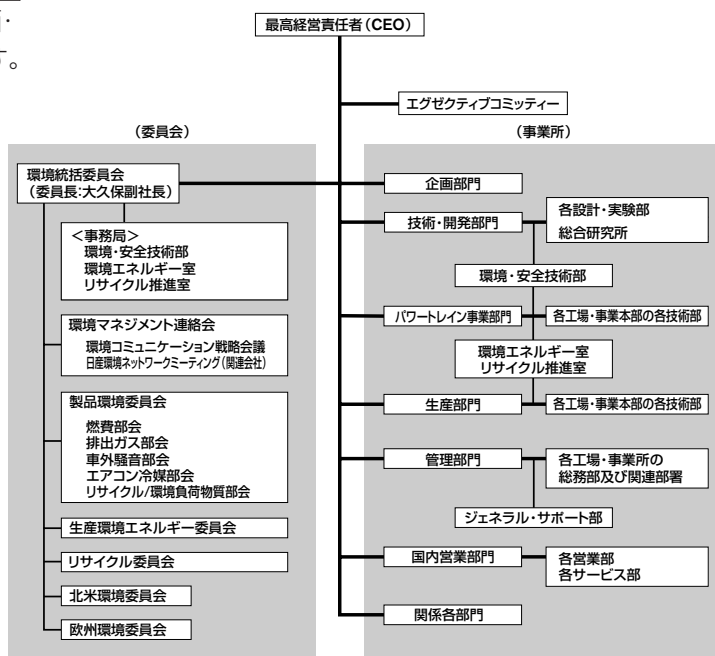 ・
す。
最高経営責任者(CEO)
エグゼクティブコミッティー
(委員会)
環境統括委員会
(委員長:大久保副社長)
<事務局>
環境・安全技術部
環境エネルギー室
リサイクル推進室
環境マネジメント連絡会
環境コミュニケーション戦略会議
日産環境ネットワークミーティング(関連会社)
製品環境委員会
燃費部会
排出ガス部会
車外騒音部会
エアコン冷媒部会
リサイクル/環境負荷物質部会
生産環境エネルギー委員会
リサイクル委員会
北米環境委員会
欧州環境委員会
(事業所)
企画部門
技術・開発部門
各設計・実験部
総合研究所
環境・安全技術部
パワートレイン事業部門
各工場・事業本部の各技術部
環境エネルギー室
リサイクル推進室
生産部門
各工場・事業本部の各技術部
管理部門
各工場・事業所の
総務部及び関連部署
ジェネラル・サポート部
国内営業部門
各営業部
各サービス部
関係各部門